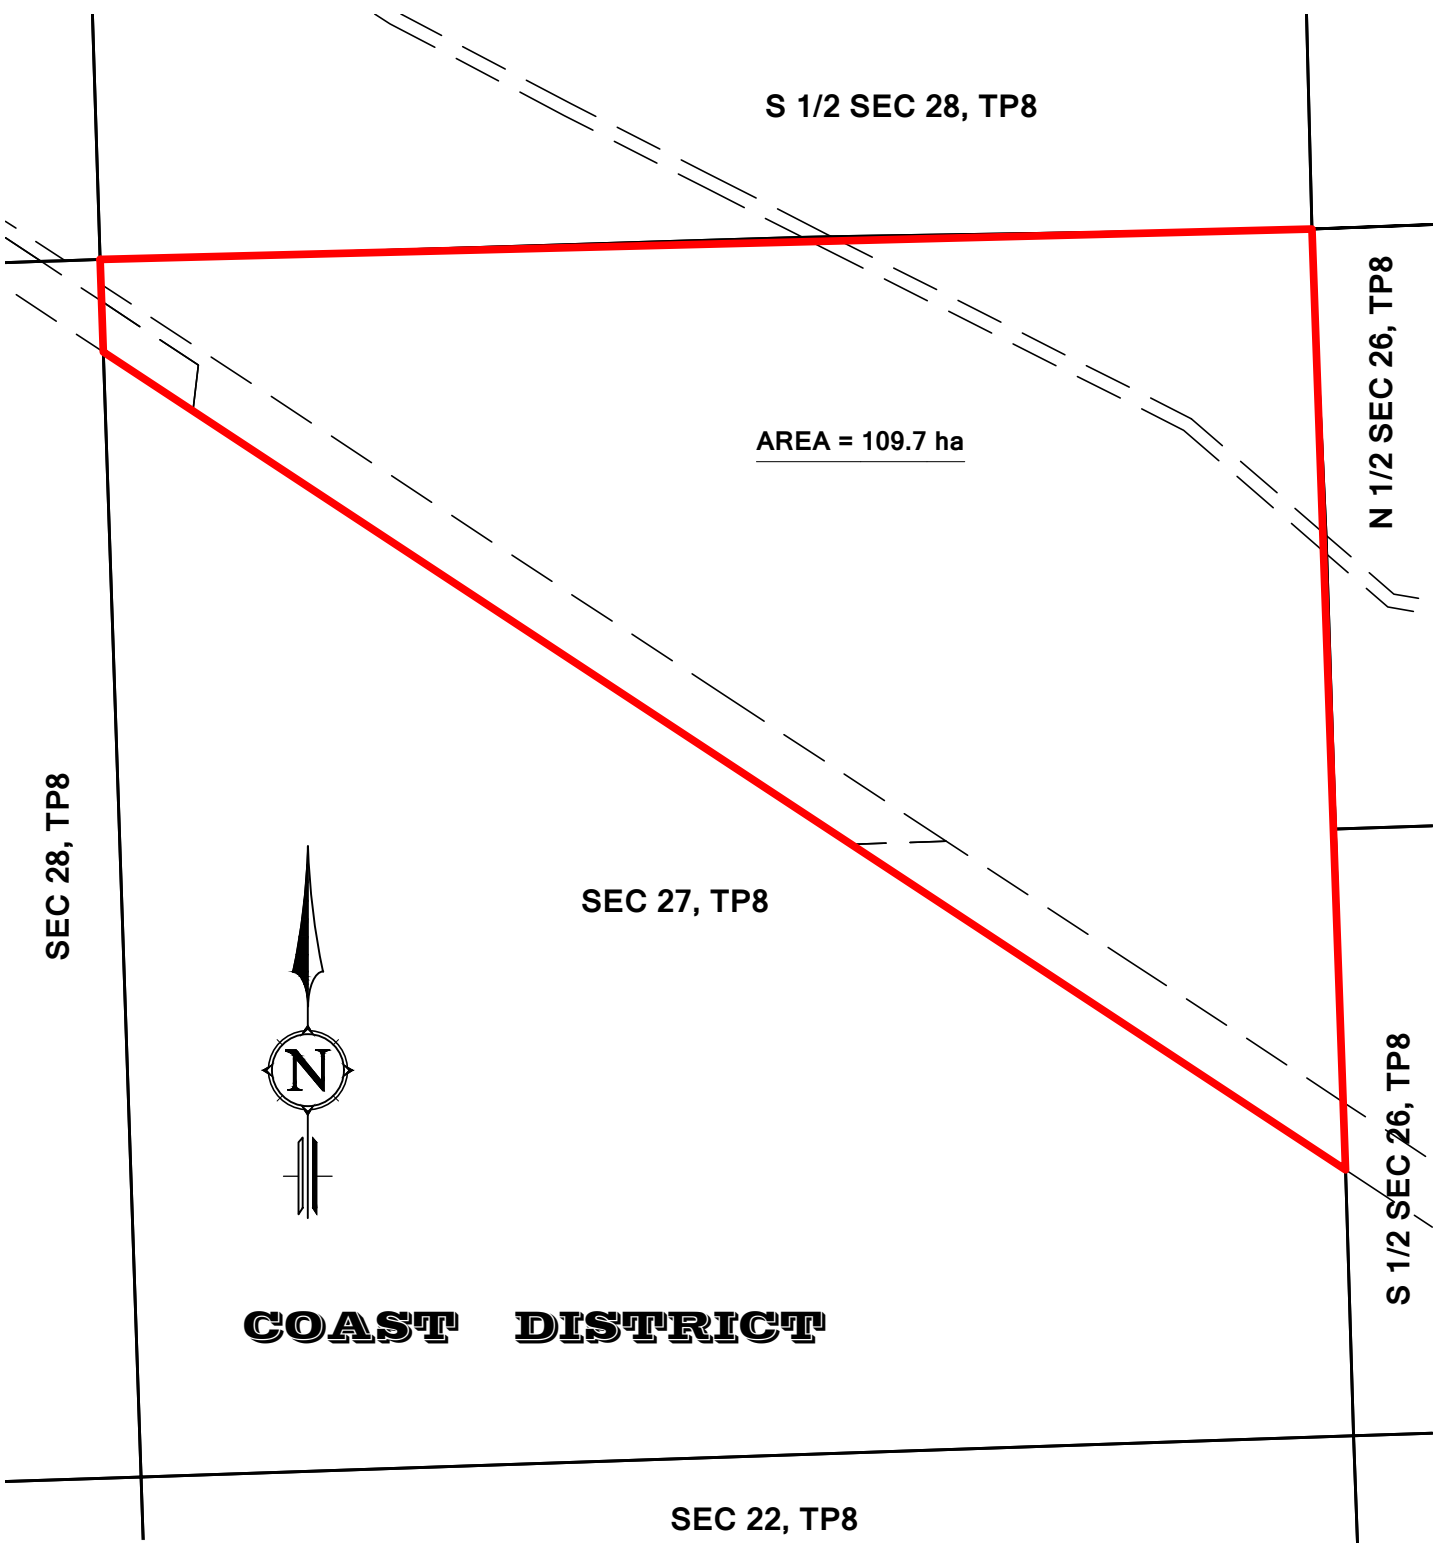 S 1/2 SEC 28, TP8
N 1/2 SEC 26, TP8
AREA = 109.7 ha
SEC 28, TP8
SEC 27, TP8
N
S 1/2 SEC 26, TP8
COAST DISTRICT
SEC 22, TP8